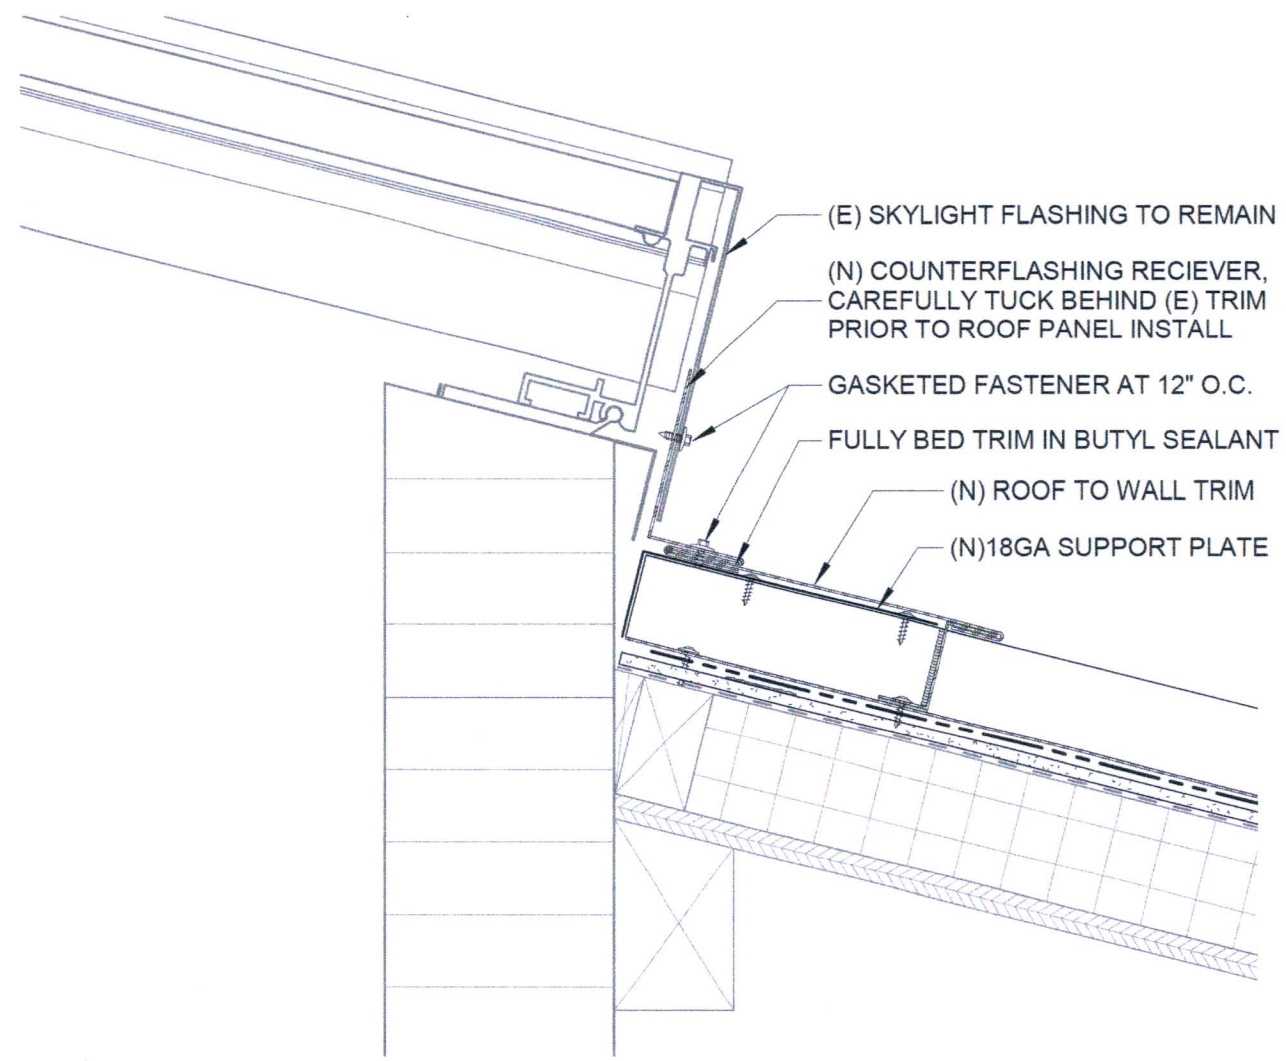 (E) SKYLIGHT FLASHING TO REMAIN
(N) COUNTERFLASHING RECIEVER,
CAREFULLY TUCK BEHIND (E) TRIM
PRIOR TO ROOF PANEL INSTALL
GASKETED FASTENER AT 12" O.C.
FULLY BED TRIM IN BUTYL SEALANT
(N) ROOF TO WALL TRIM
(N)18GA SUPPORT PLATE